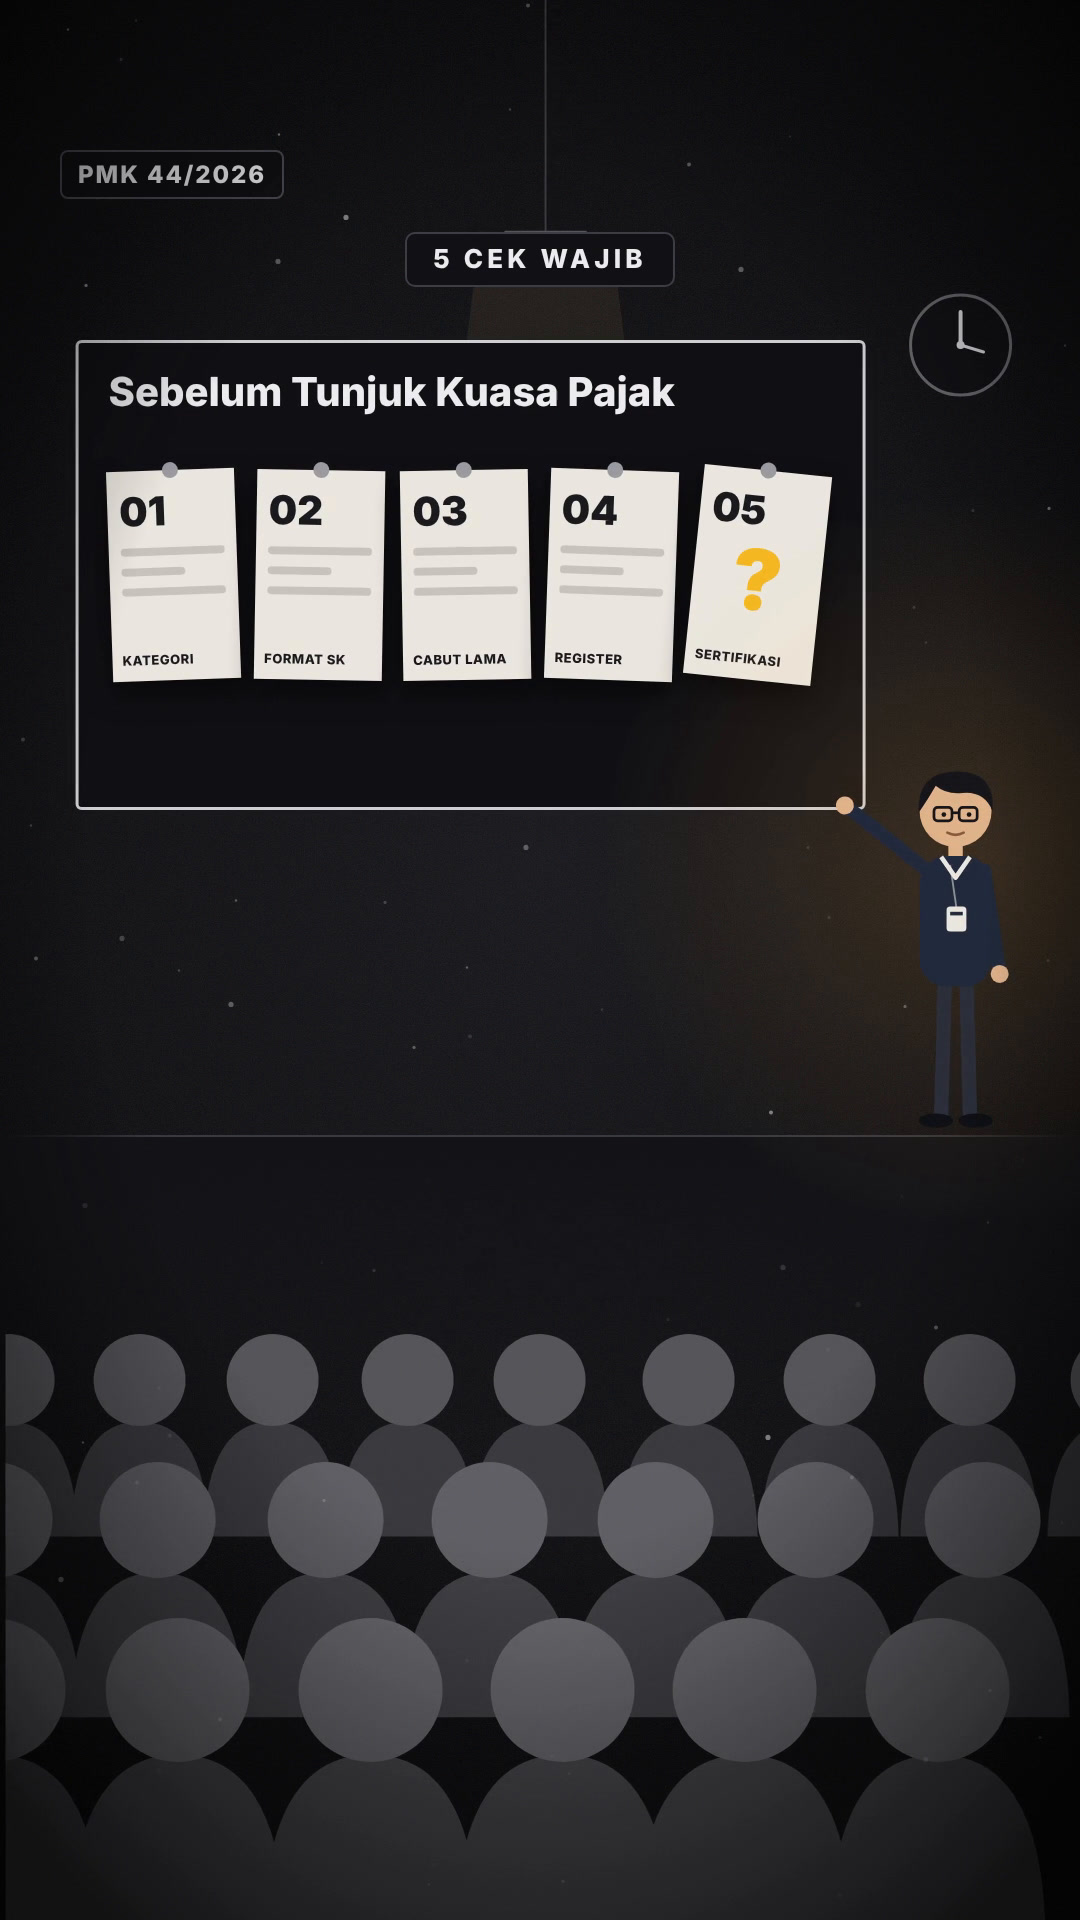 PMK 44/2026
5 CEK WAJIB
Sebelum Tunjuk Kuasa Pajak
01
KATEGORI
02
FORMAT SK
03
CABUT LAMA
04
REGISTER
05
?
SERTIFIKASI